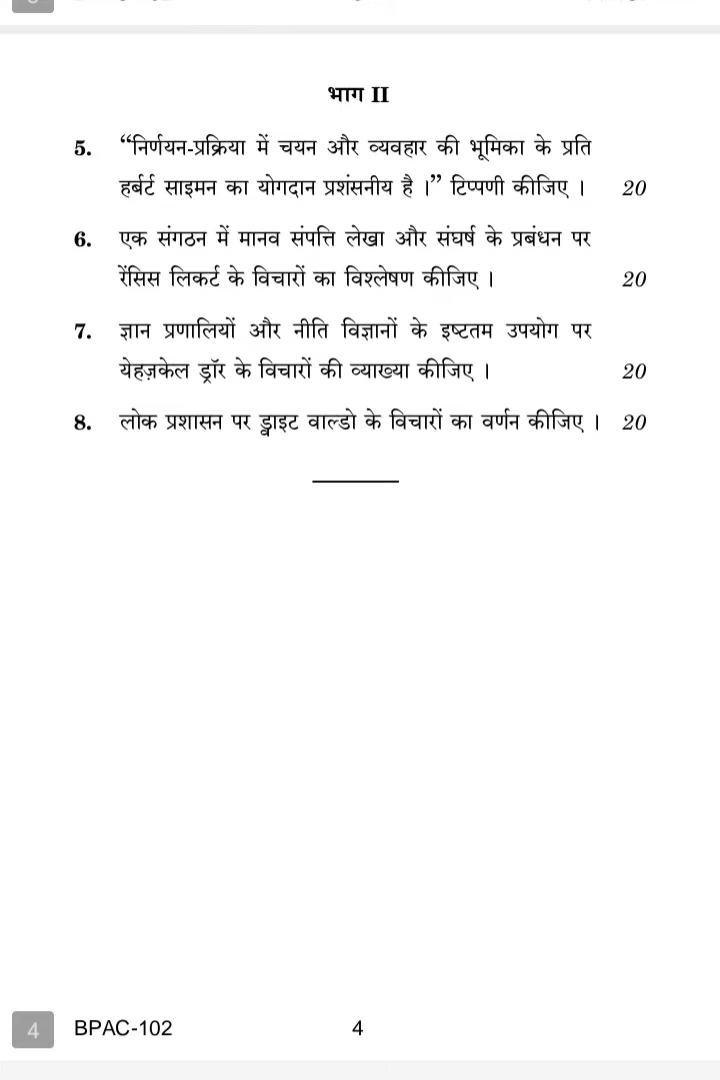 भाग II
5. “निर्णयन-प्रक्रिया में चयन और व्यवहार की भूमिका के प्रति
हर्बर्ट साइमन का योगदान प्रशंसनीय है ।” टिप्पणी कीजिए । 20
6. एक संगठन में मानव संपत्ति लेखा और संघर्ष के प्रबंधन पर
रेंसिस लिकर्ट के विचारों का विश्लेषण कीजिए । 20
7. ज्ञान प्रणालियों और नीति विज्ञानों के इष्टतम उपयोग पर
येहज़केल ड्रॉर के विचारों की व्याख्या कीजिए । 20
8. लोक प्रशासन पर ड्वाइट वाल्डो के विचारों का वर्णन कीजिए । 20
4 BPAC-102 4